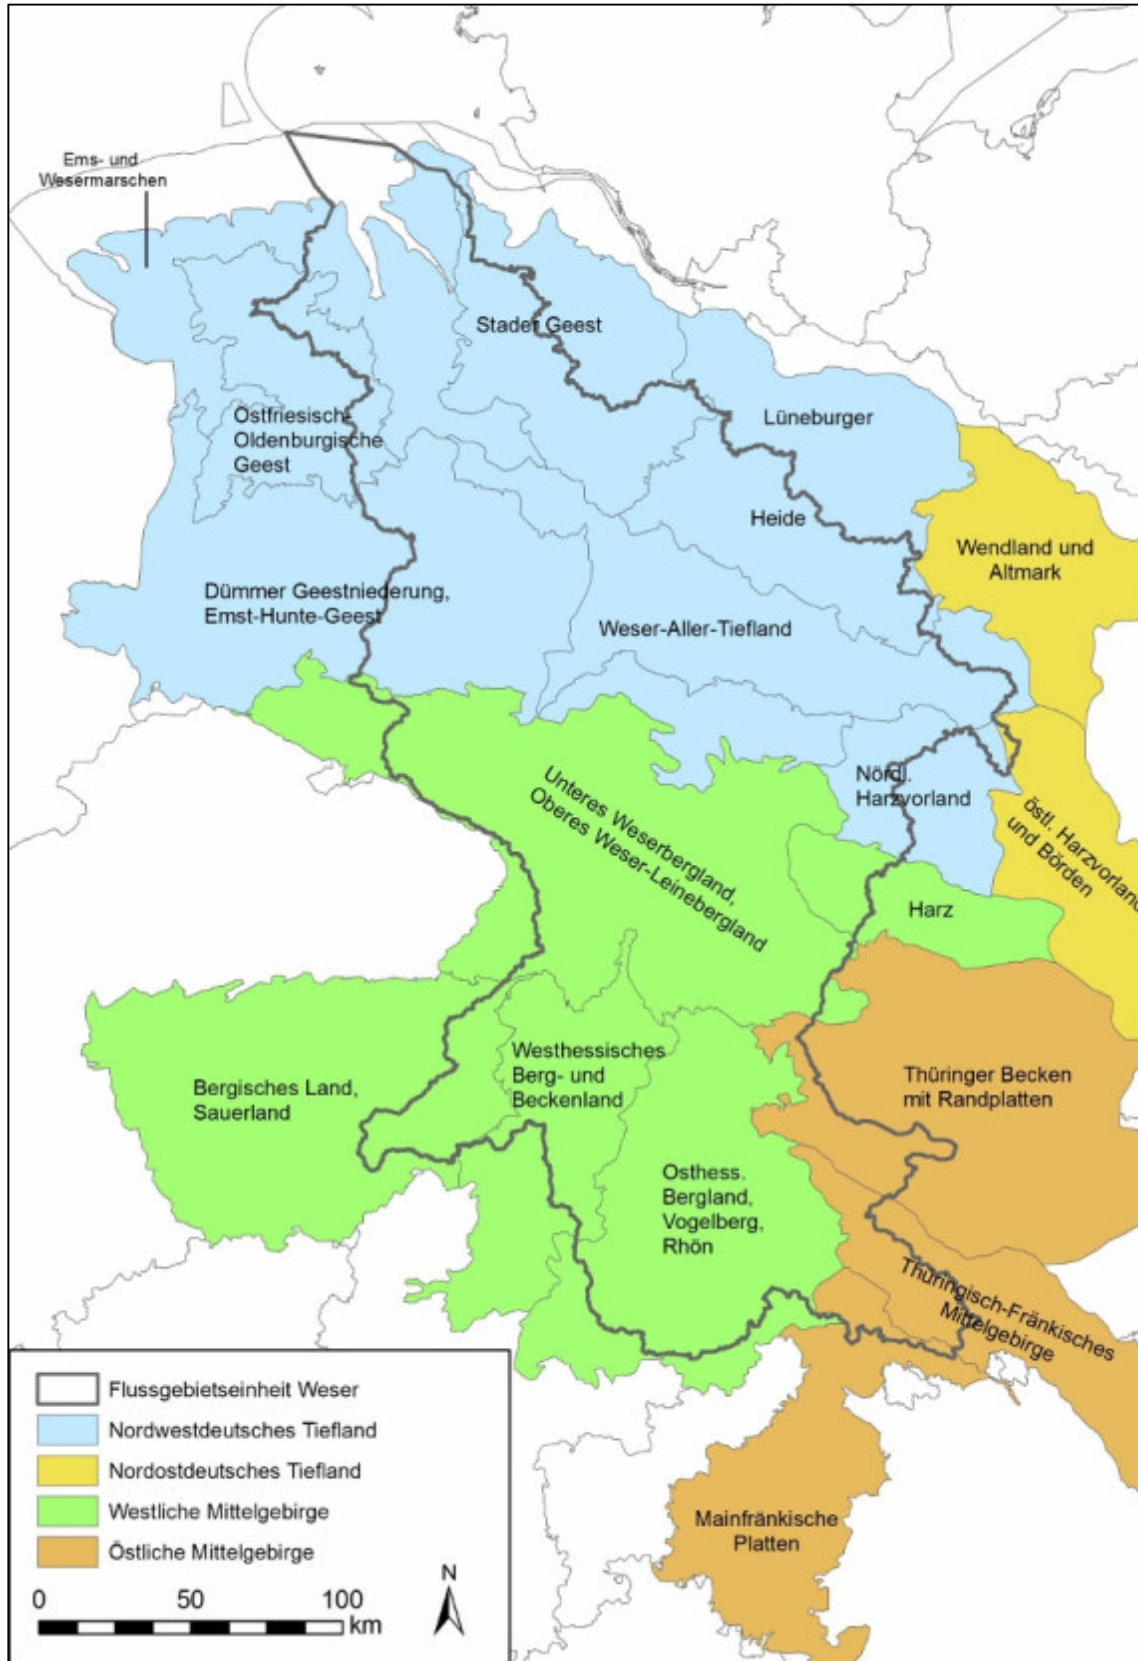 Ems- und
Wesermarschen
Stader Geest
Ostfriesisch-
Oldenburgische
Geest
Lüneburger
Heide
Wendland und
Altmark
Dümmer Geestniederung,
Emst-Hunte-Geest
Weser-Aller-Tiefland
Unteres Weserbergland,
Oberes Weser-Leinebergland
Nördl.
Harzvorland
östl. Harzvorland
und Börden
Harz
Westhessisches
Berg- und
Beckenland
Bergisches Land,
Sauerland
Thüringer Becken
mit Randplatten
Osthess.
Bergland,
Vogelberg,
Rhön
Thüringisch-Fränkisches
Mittelgebirge
Mainfränkische
Platten
Flussgebietseinheit Weser
Nordwestdeutsches Tiefland
Nordostdeutsches Tiefland
Westliche Mittelgebirge
Östliche Mittelgebirge
0 50 100
km
N